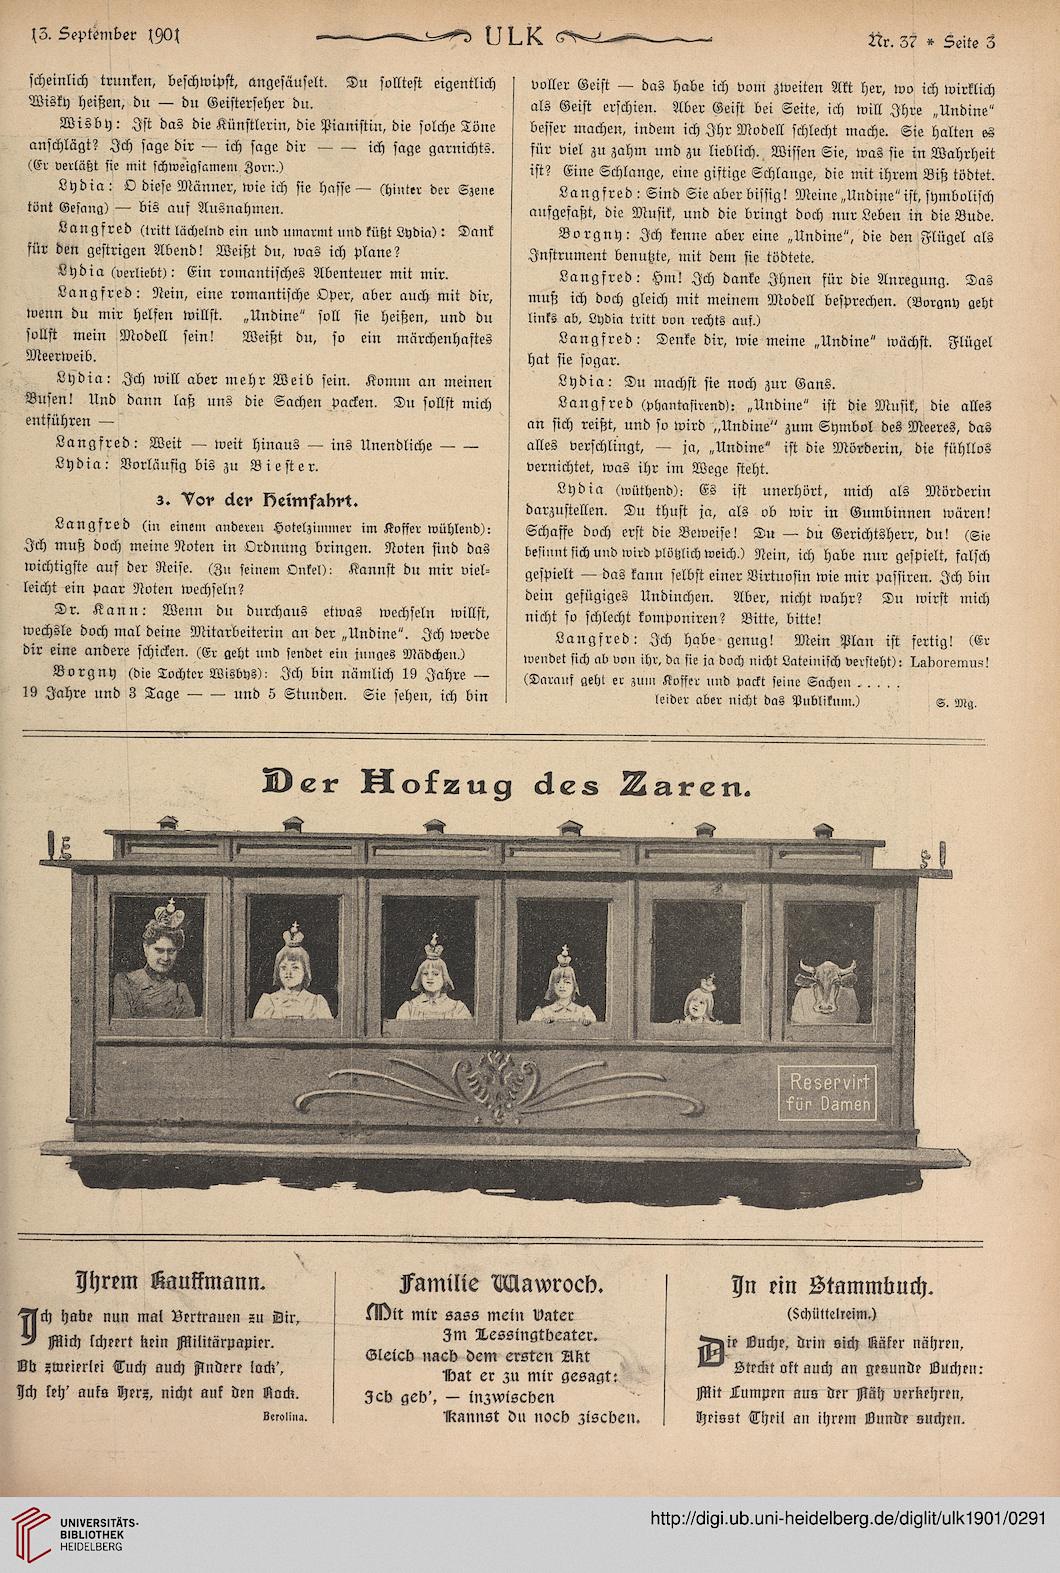 13. September 1901
ULK
Nr. 37 * Seite 3
scheinlich trunken, beschwipst, angesäuselt. Du solltest eigentlich
Wisky heißen, du — du Geisterseher du.
Wisby: Ist das die Künstlerin, die Pianistin, die solche Töne
anschlägt? Ich sage dir — ich sage dir — — ich sage garnichts.
(Er verläßt sie mit schweigsamem Zorn:.)
Lydia: O diese Männer, wie ich sie hasse — (hinter der Szene
tönt Gesang) — bis auf Ausnahmen.
Langfred (tritt lächelnd ein und umarmt und küßt Lydia): Dank
für den gestrigen Abend! Weißt du, was ich plane?
Lydia (verliebt): Ein romantisches Abenteuer mit mir.
Langfred: Nein, eine romantische Oper, aber auch mit dir,
wenn du mir helfen willst. „Undine“ soll sie heißen, und du
sollst mein Modell sein! Weißt du, so ein märchenhaftes
Meerweib.
Lydia: Ich will aber mehr Weib sein. Komm an meinen
Busen! Und dann laß uns die Sachen packen. Du sollst mich
entführen —
Langfred: Weit — weit hinaus — ins Unendliche — —
Lydia: Vorläufig bis zu Biester.
3. Vor der Heimfahrt.
Langfred (in einem anderen Hotelzimmer im Koffer wühlend):
Ich muß doch meine Noten in Ordnung bringen. Noten sind das
wichtigste auf der Reise. (Zu seinem Onkel): Kannst du mir viel-
leicht ein paar Noten wechseln?
Dr. Kann: Wenn du durchaus etwas wechseln willst,
wechsle doch mal deine Mitarbeiterin an der „Undine“. Ich werde
dir eine andere schicken. (Er geht und sendet ein junges Mädchen.)
Borgny (die Tochter Wisbys): Ich bin nämlich 19 Jahre —
19 Jahre und 3 Tage — — und 5 Stunden. Sie sehen, ich bin
voller Geist — das habe ich vom zweiten Akt her, wo ich wirklich
als Geist erschien. Aber Geist bei Seite, ich will Ihre „Undine“
besser machen, indem ich Ihr Modell schlecht mache. Sie halten es
für viel zu zahm und zu lieblich. Wissen Sie, was sie in Wahrheit
ist? Eine Schlange, eine giftige Schlange, die mit ihrem Biß tödtet.
Langfred: Sind Sie aber bissig! Meine „Undine“ ist, symbolisch
aufgefaßt, die Musik, und die bringt doch nur Leben in die Bude.
Borgny: Ich kenne aber eine „Undine“, die den Flügel als
Instrument benutzte, mit dem sie tödtete.
Langfred: Hm! Ich danke Ihnen für die Anregung. Das
muß ich doch gleich mit meinem Modell besprechen. (Borgny geht
links ab, Lydia tritt von rechts auf.)
Langfred: Denke dir, wie meine „Undine“ wächst. Flügel
hat sie sogar.
Lydia: Du machst sie noch zur Gans.
Langfred (phantasirend): „Undine“ ist die Musik, die alles
an sich reißt, und so wird „Undine“ zum Symbol des Meeres, das
alles verschlingt, — ja, „Undine“ ist die Mörderin, die fühllos
vernichtet, was ihr im Wege steht.
Lydia (wüthend): Es ist unerhört, mich als Mörderin
darzustellen. Du thust ja, als ob wir in Gumbinnen wären!
Schaffe doch erst die Beweise! Du — du Gerichtsherr, du! (Sie
besinnt sich und wird plötzlich weich.) Nein, ich habe nur gespielt, falsch
gespielt — das kann selbst einer Virtuosin wie mir passiren. Ich bin
dein gefügiges Undinchen. Aber, nicht wahr? Du wirst mich
nicht so schlecht komponiren? Bitte, bitte!
Langfred: Ich habe genug! Mein Plan ist fertig! (Er
wendet sich ab von ihr, da sie ja doch nicht Lateinisch versteht): Laboremus!
(Darauf geht er zum Koffer und packt seine Sachen . . . . .
leider aber nicht das Publikum.)
S. Mg.
Der Hofzug des Zaren.
Reservirt
für Damen
Ihrem Kauffmann.
Ich habe nun mal Vertrauen zu Dir,
Mich scheert kein Militärpapier.
Ob zweierlei Tuch auch Andere lock',
Ich seh' aufs Herz, nicht auf den Rock.
Berolina.
Familie Wawroch.
Mit mir sass mein Vater
Im Lessingtheater.
Gleich nach dem ersten Akt
Hat er zu mir gesagt:
Ich geh', — inzwischen
Kannst du noch zischen.
In ein Stammbuch.
(Schüttelreim.)
Die Buche, drin sich Käfer nähren,
Steckt oft auch an gesunde Buchen:
Mit Lumpen aus der Näh verkehren,
Heisst Theil an ihrem Bunde suchen.
UNIVERSITÄTS-
BIBLIOTHEK
HEIDELBERG
http://digi.ub.uni-heidelberg.de/diglit/ulk1901/0291